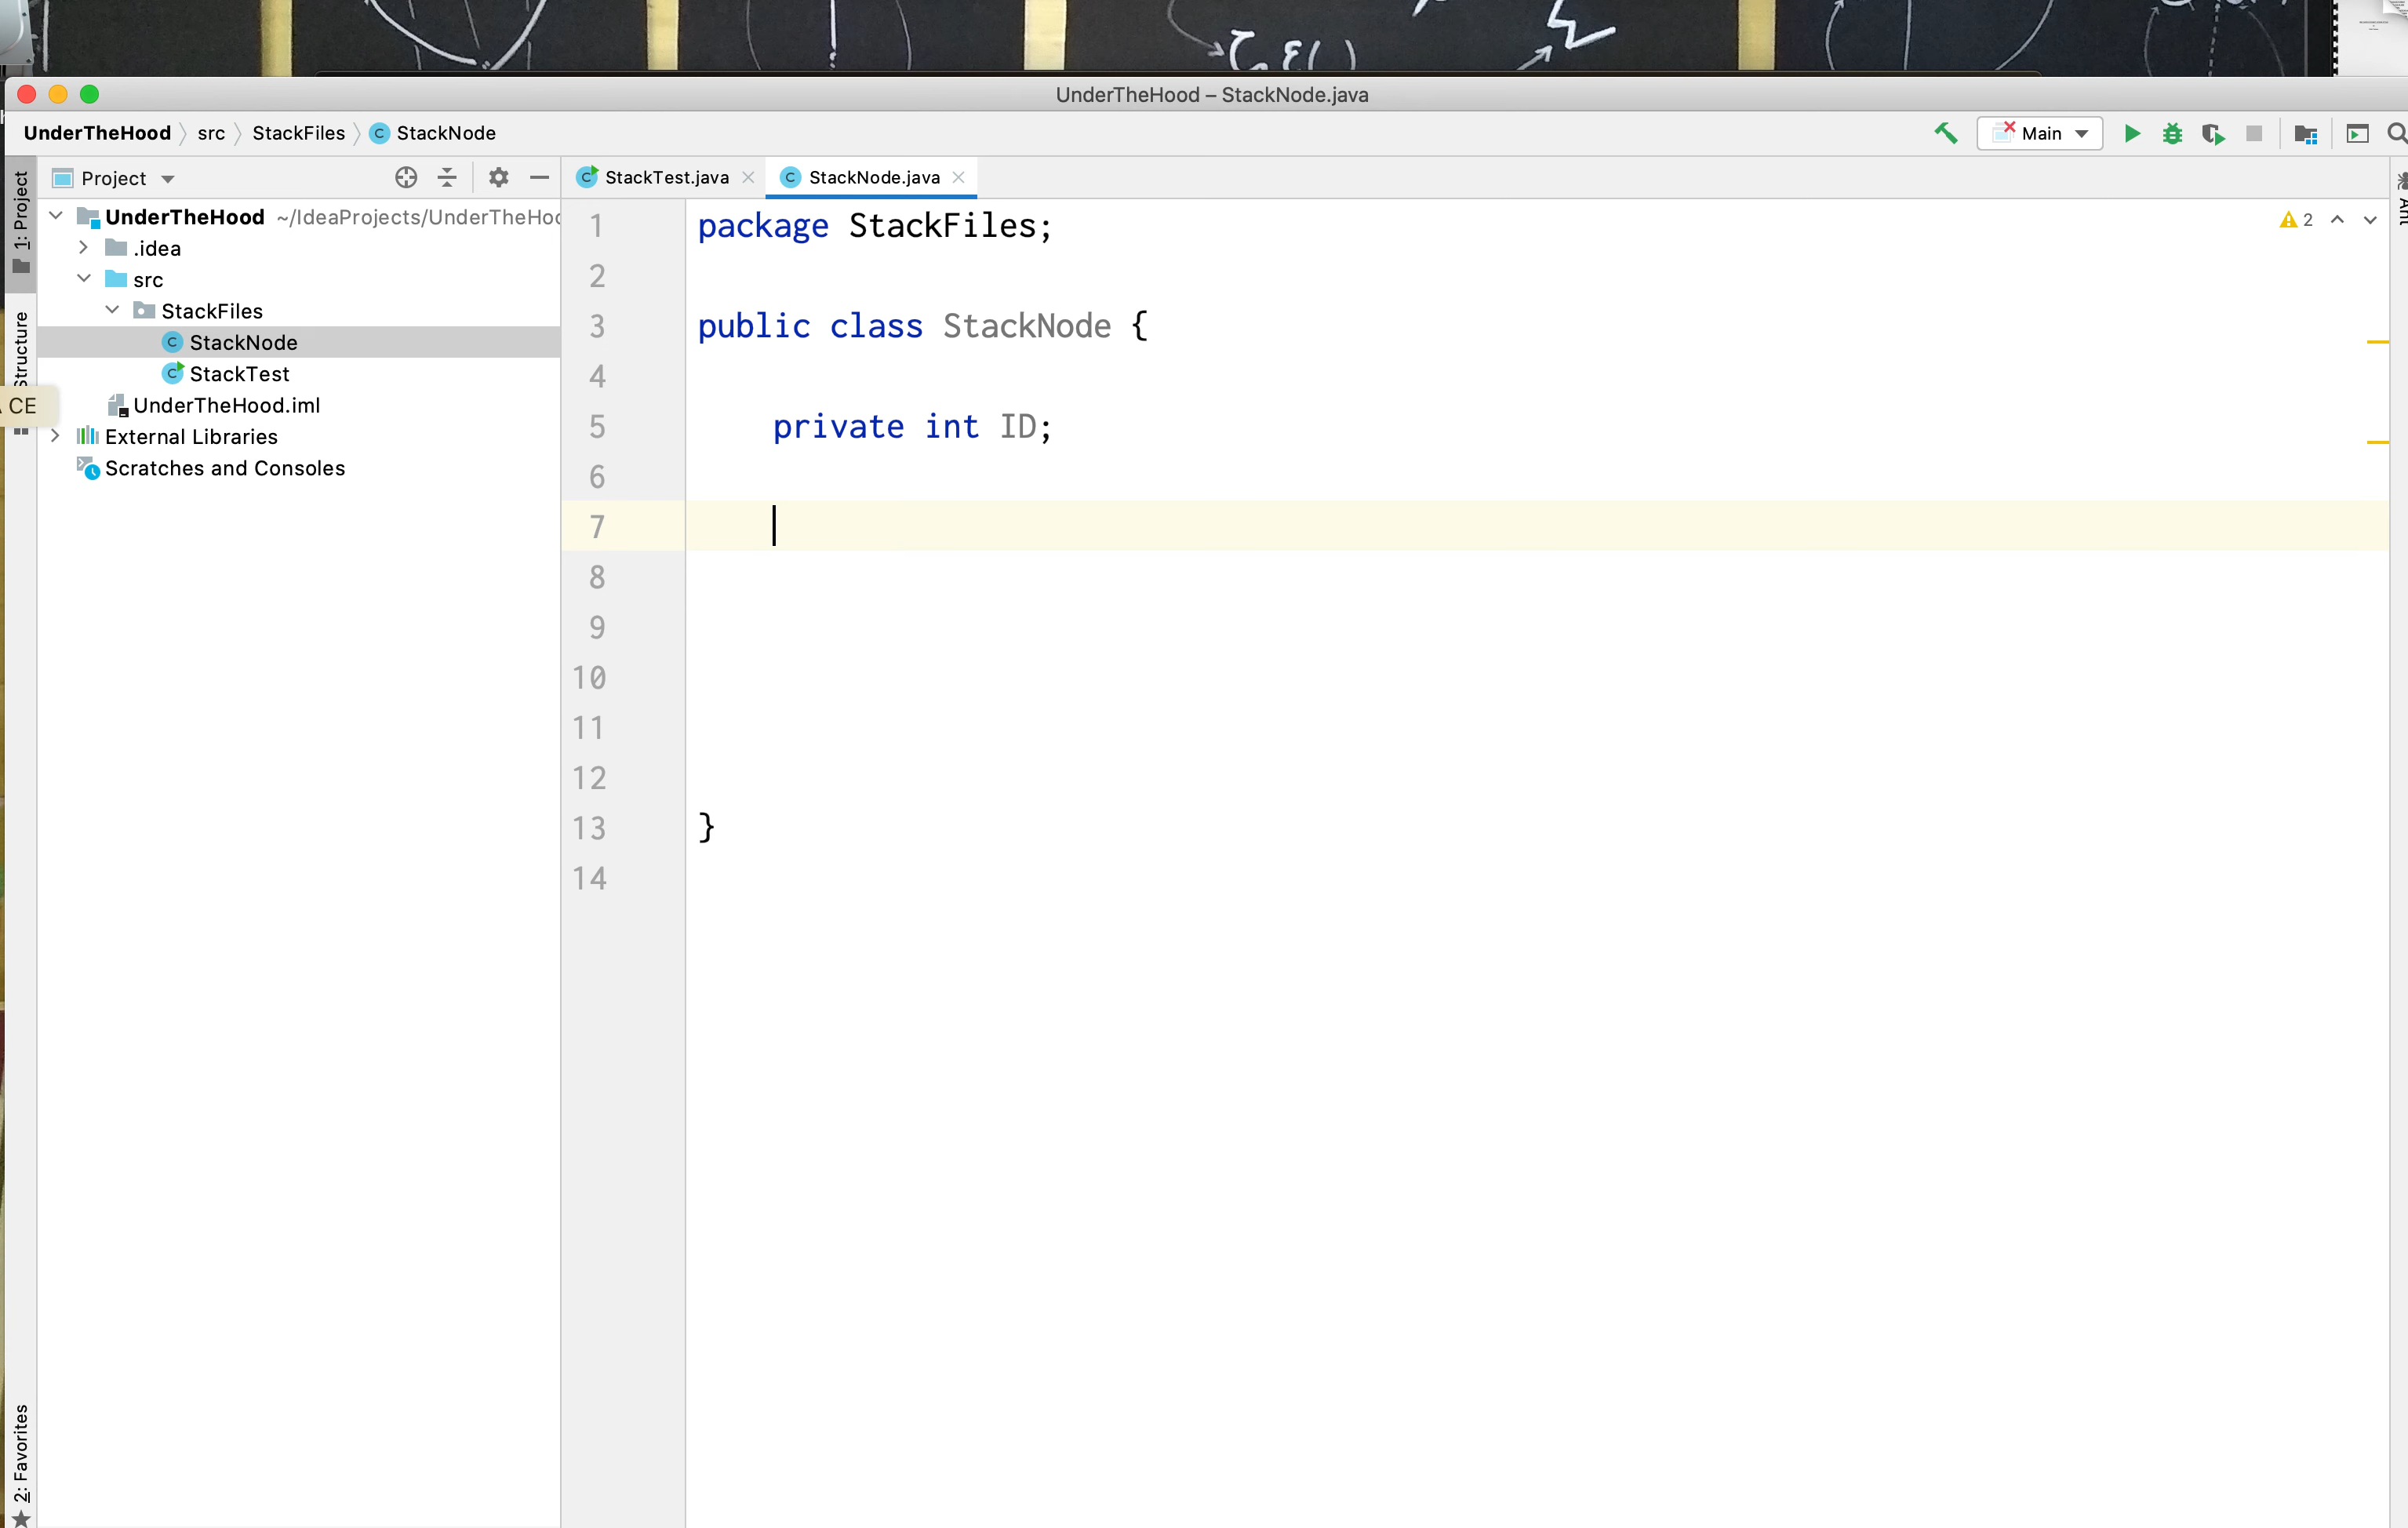 UnderTheHood – StackNode.java
UnderTheHood src StackFiles C StackNode
Main
Project
StackTest.java
StackNode.java
1: Project
Structure
2: Favorites
Ant
UnderTheHood ~/IdeaProjects/UnderTheHoo
.idea
src
StackFiles
C StackNode
C StackTest
CE
UnderTheHood.iml
External Libraries
Scratches and Consoles
2
1 package StackFiles;
2
3 public class StackNode {
4
5 private int ID;
6
7
8
9
10
11
12
13 }
14